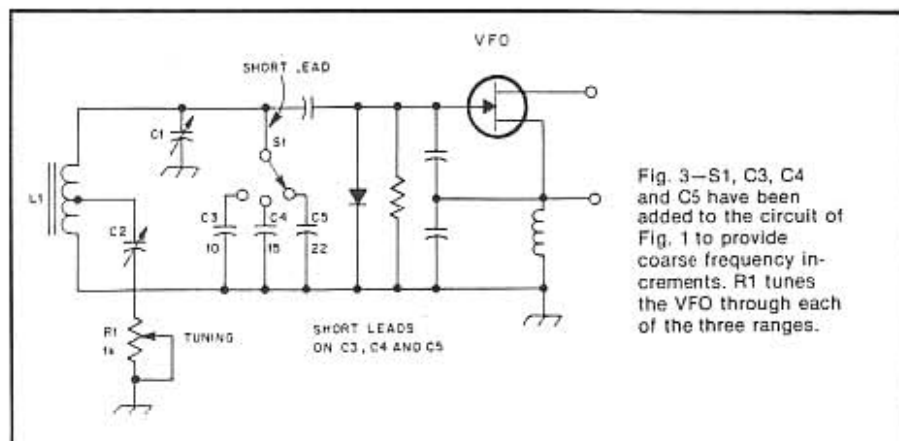 VFO
SHORT LEAD
C1
S1
L1
C2
C3
10
C4
15
C5
22
R1
1k
TUNING
SHORT LEADS
ON C3, C4 AND C5
Fig. 3—S1, C3, C4
and C5 have been
added to the circuit of
Fig. 1 to provide
coarse frequency in-
crements. R1 tunes
the VFO through each
of the three ranges.